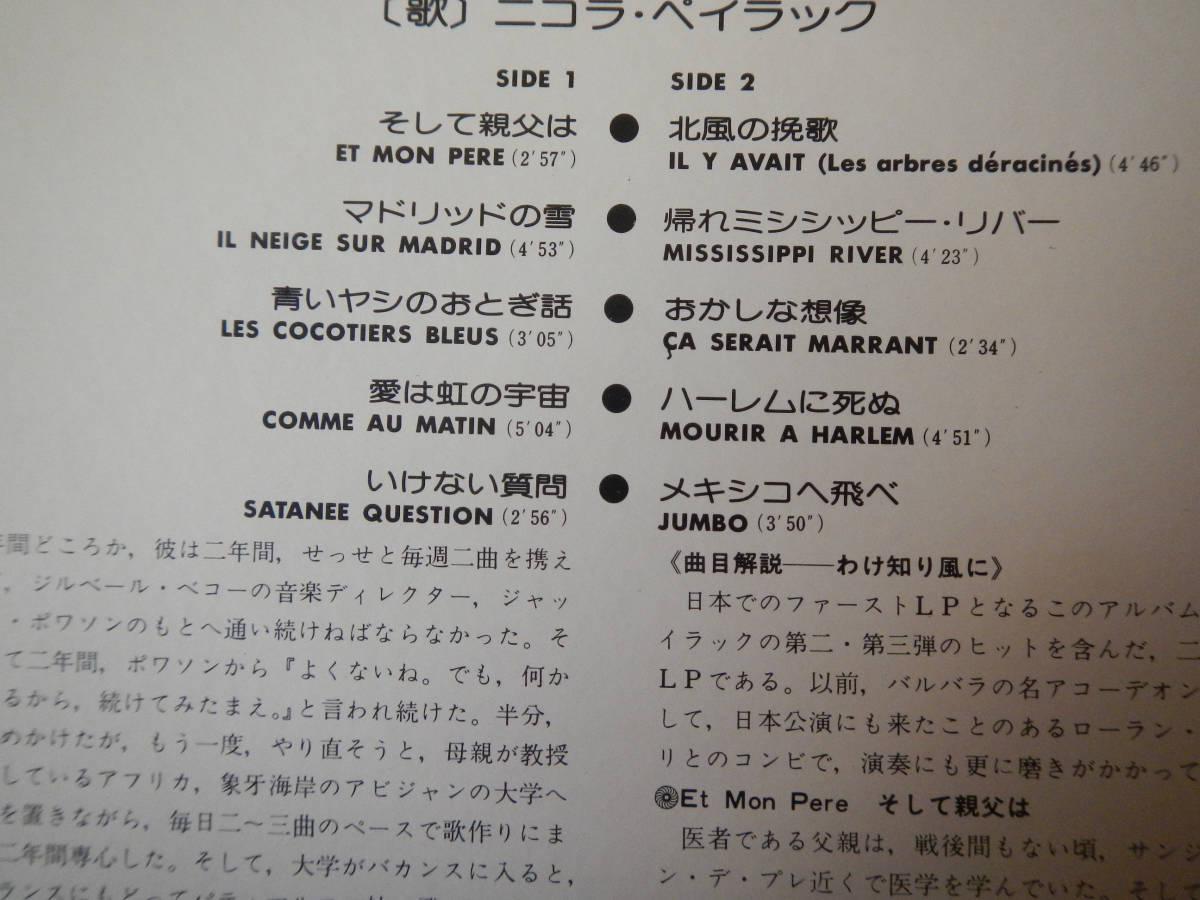 〔歌〕ニコラ・ペイラック
SIDE 1
そして親父は
ET MON PERE (2′57″)
マドリッドの雪
IL NEIGE SUR MADRID (4′53″)
青いヤシのおとぎ話
LES COCOTIERS BLEUS (3′05″)
愛は虹の宇宙
COMME AU MATIN (5′04″)
いけない質問
SATANEE QUESTION (2′56″)
SIDE 2
●北風の挽歌
IL Y AVAIT (Les arbres déracinés) (4′46″)
●帰れミシシッピー・リバー
MISSISSIPPI RIVER (4′23″)
●おかしな想像
ÇA SERAIT MARRANT (2′34″)
●ハーレムに死ぬ
MOURIR A HARLEM (4′51″)
●メキシコへ飛べ
JUMBO (3′50″)
年間どころか，彼は二年間，せっせと毎週二曲を携え
，ジルベール・ベコーの音楽ディレクター，ジャッ
・ポワソンのもとへ通い続けねばならなかった。そ
て二年間，ポワソンから『よくないね。でも，何か
るから，続けてみたまえ。』と言われ続けた。半分，
めかけたが，もう一度，やり直そうと，母親が教授
しているアフリカ，象牙海岸のアビジャンの大学へ
を置きながら，毎日二〜三曲のペースで歌作りにま
二年間専心した。そして，大学がバカンスに入ると，
《曲目解説——わけ知り風に》
日本でのファーストＬＰとなるこのアルバム
イラックの第二・第三弾のヒットを含んだ，二
ＬＰである。以前，バルバラの名アコーデオン
して，日本公演にも来たことのあるローラン・
リとのコンビで，演奏にも更に磨きがかかって
Et Mon Pere　そして親父は
医者である父親は，戦後間もない頃，サンジ
ン・デ・プレ近くで医学を学んでいた。そして